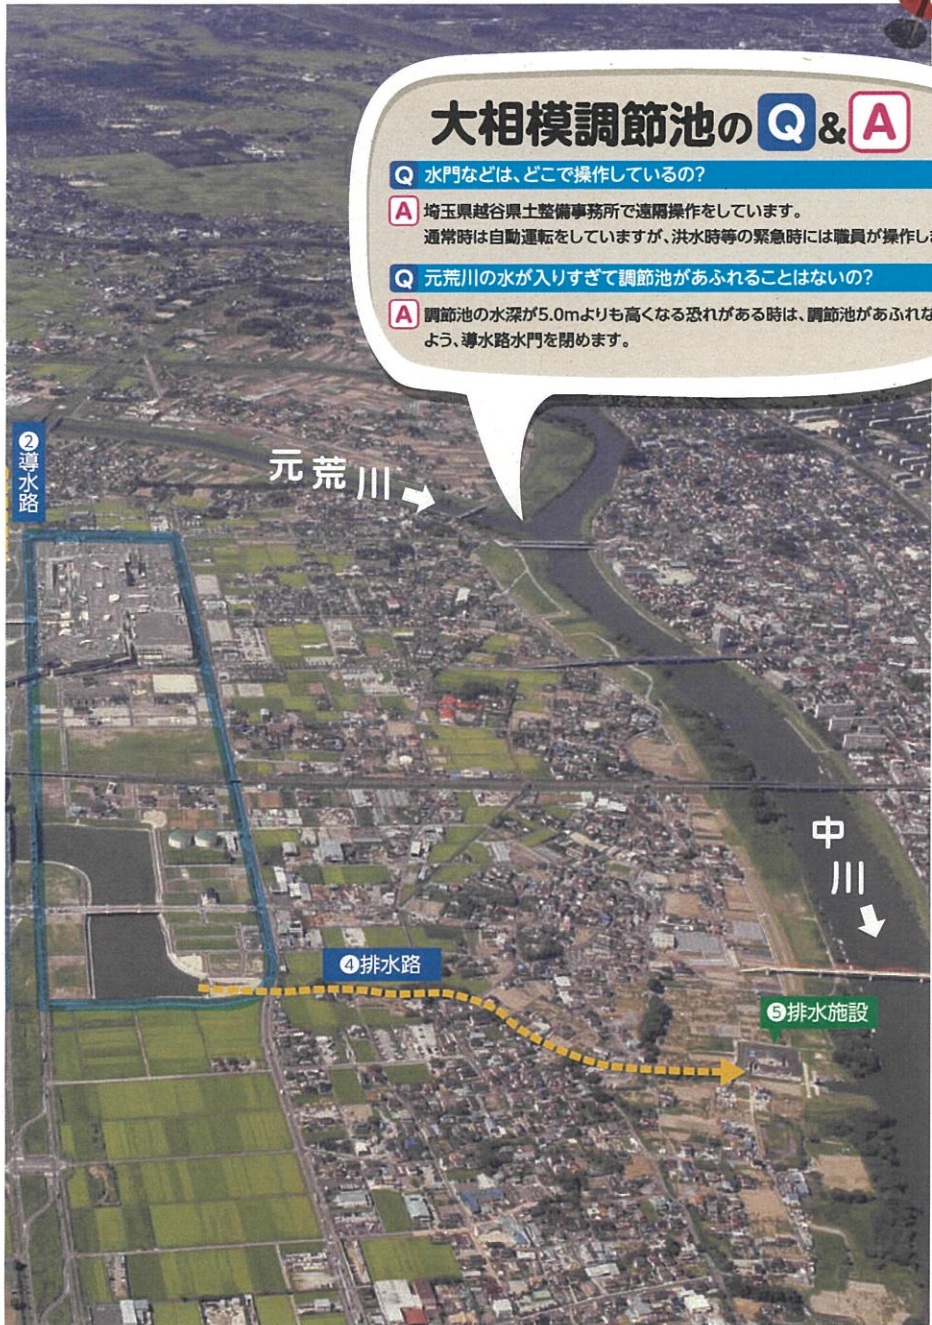 大相模調節池のQ&A
Q 水門などは、どこで操作しているの?
A 埼玉県越谷県土整備事務所で遠隔操作をしています。
通常時は自動運転をしていますが、洪水時等の緊急時には職員が操作し
Q 元荒川の水が入りすぎて調節池があふれることはないの?
A 調節池の水深が5.0mよりも高くなる恐れがある時は、調節池があふれな
よう、導水路水門を閉めます。
❷導水路
元荒川
中川
❹排水路
❺排水施設